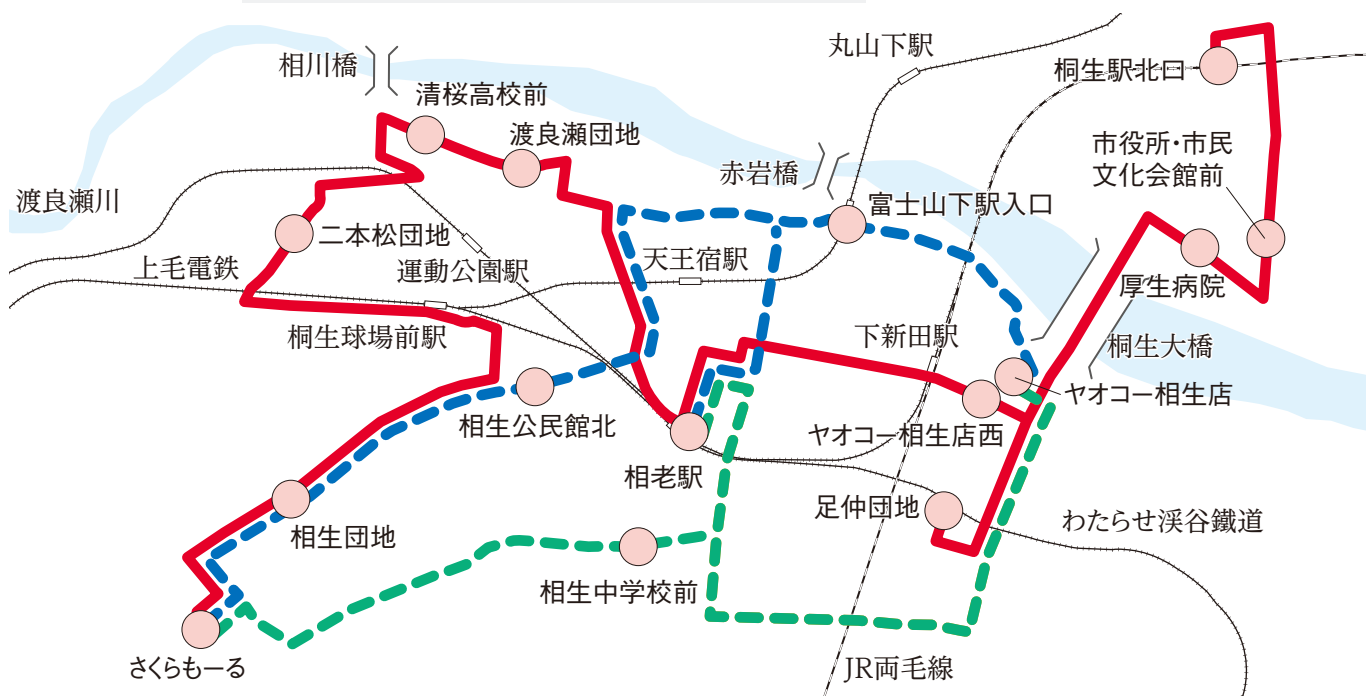 丸山下駅
相川橋
桐生駅北口
清桜高校前
渡良瀬団地
市役所・市民
文化会館前
赤岩橋
渡良瀬川
富士山下駅入口
二本松団地
上毛電鉄
運動公園駅
天王宿駅
厚生病院
桐生球場前駅
下新田駅
桐生大橋
ヤオコー相生店
相生公民館北
ヤオコー相生店西
相老駅
足仲団地
わたらせ渓谷鐵道
相生団地
相生中学校前
さくらもーる
JR両毛線